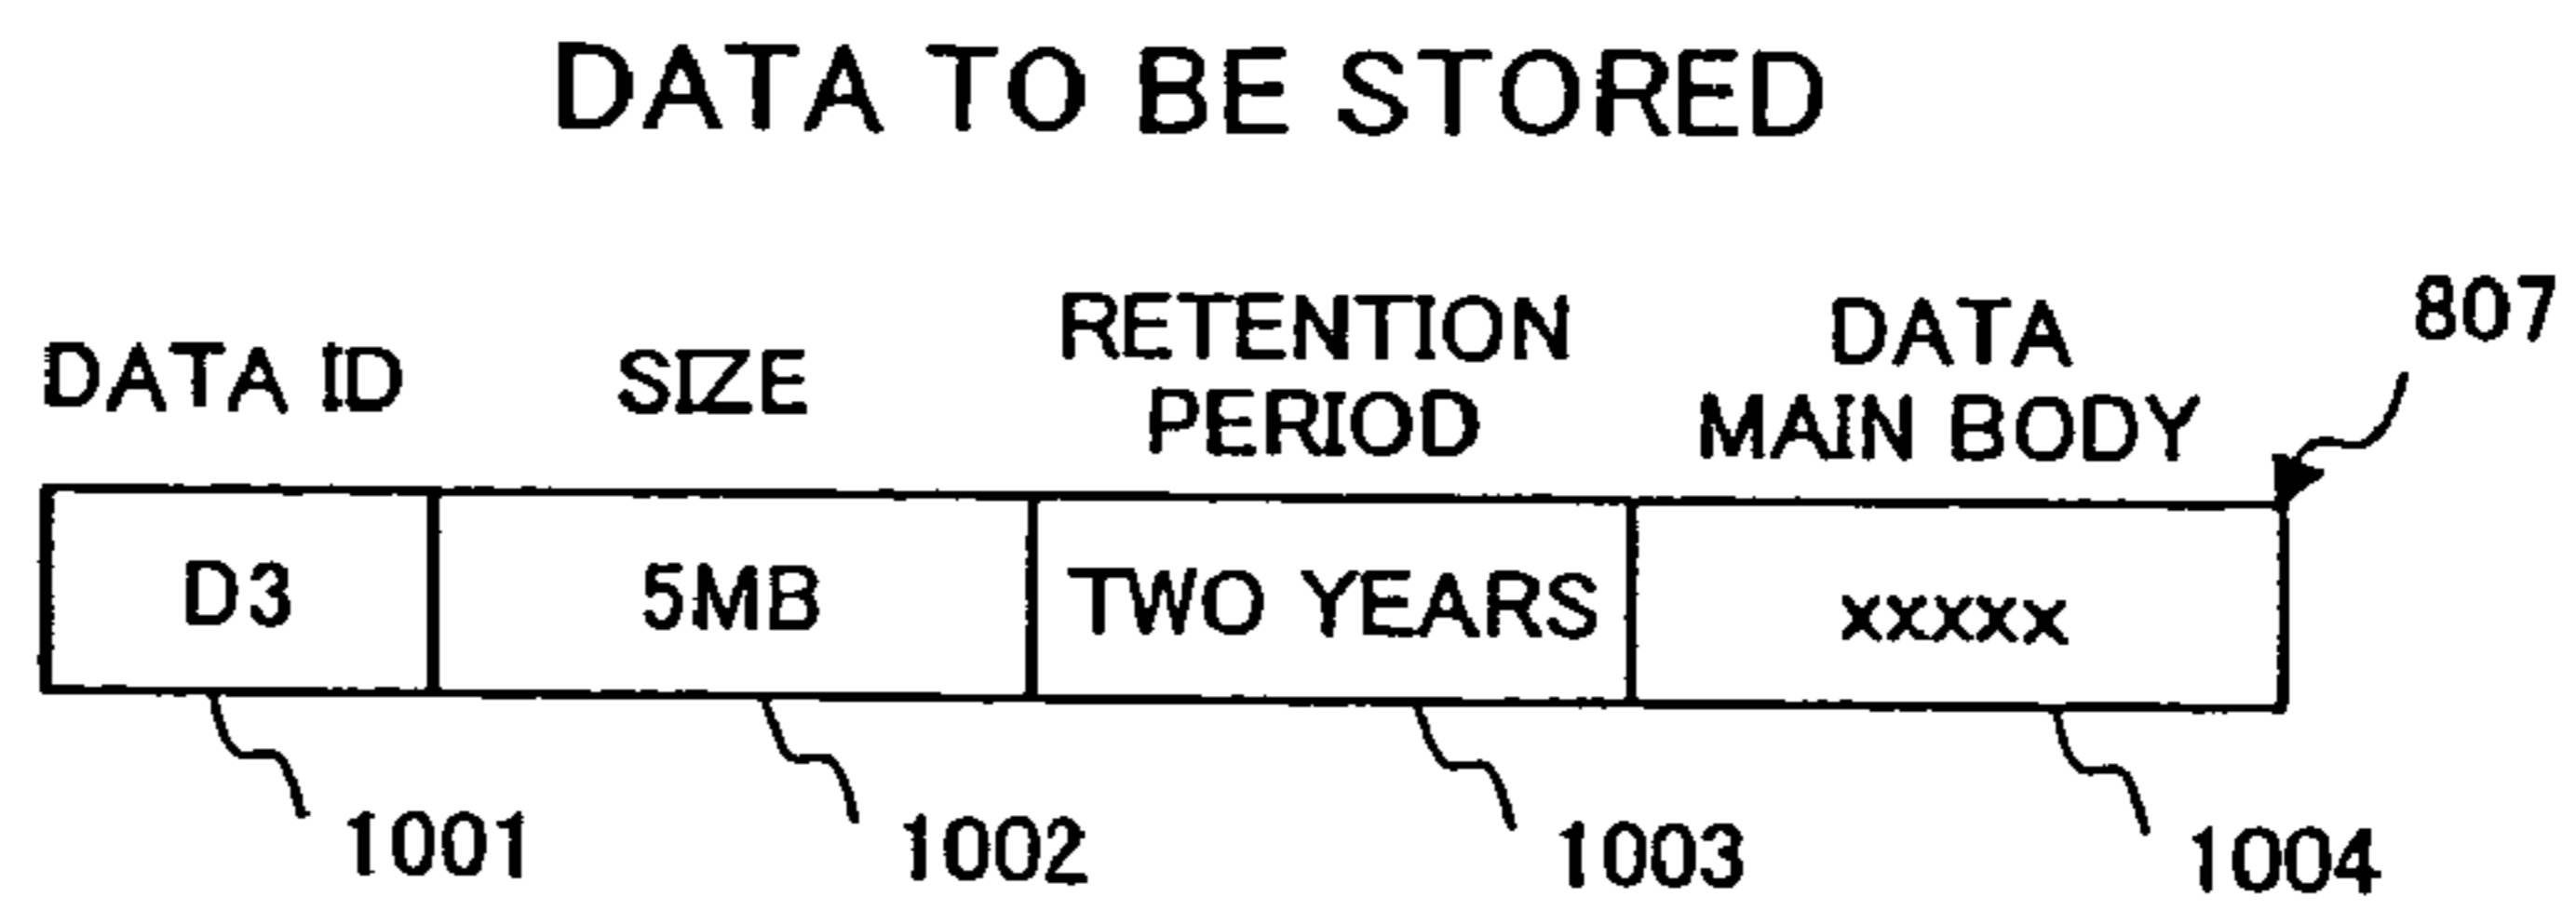 DATA TO BE STORED
807
DATA ID
SIZE
RETENTION
PERIOD
DATA
MAIN BODY
D3
5MB
TWO YEARS
xxxxx
1001
1002
1003
1004